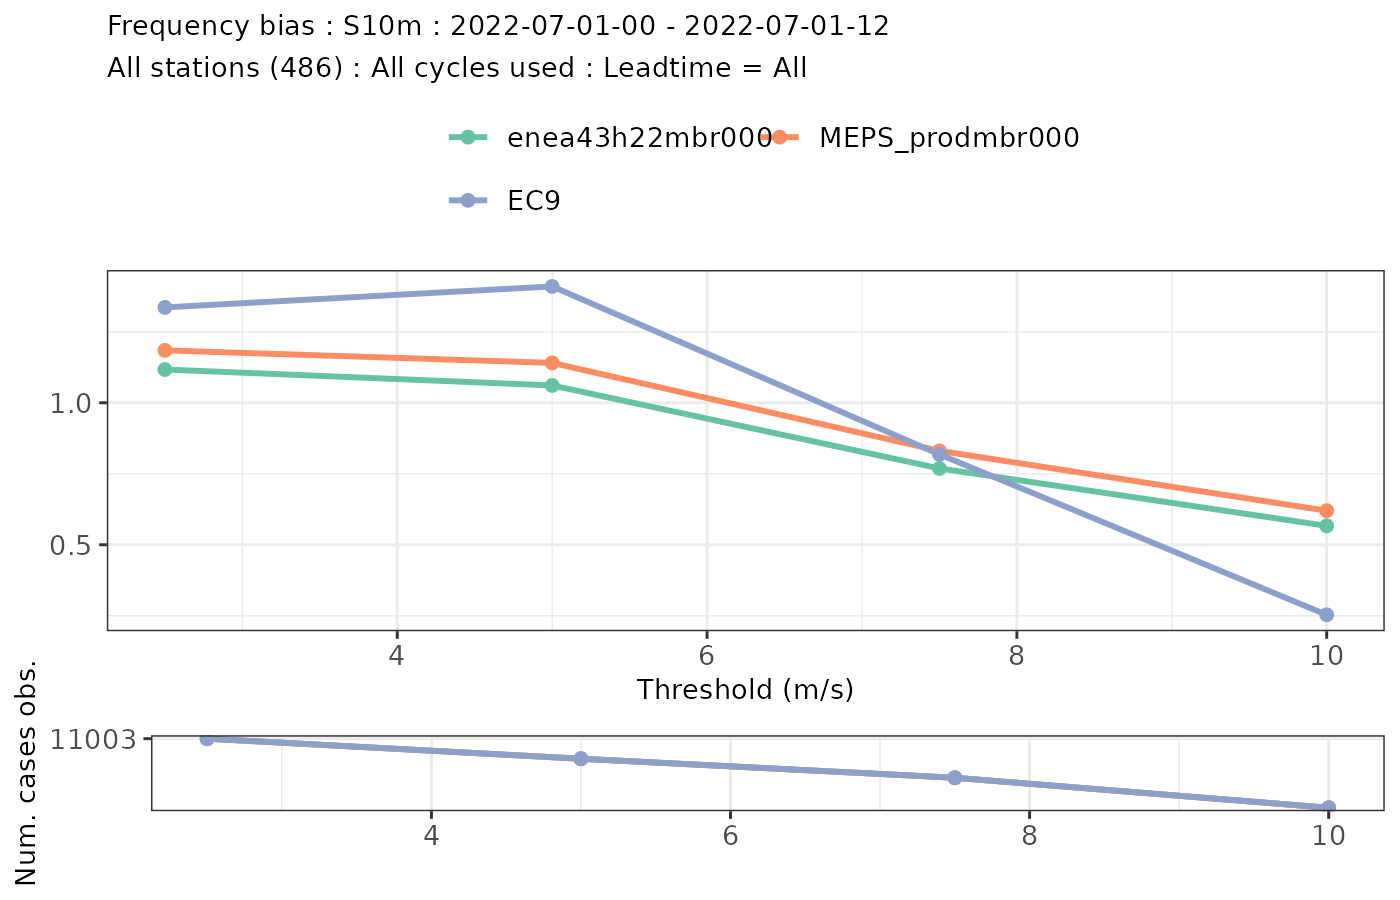 Frequency bias : S10m : 2022-07-01-00 - 2022-07-01-12
All stations (486) : All cycles used : Leadtime = All
enea43h22mbr000 MEPS_prodmbr000
EC9
1.0
0.5
4 6 8 10
Threshold (m/s)
Num. cases obs.
11003
4 6 8 10